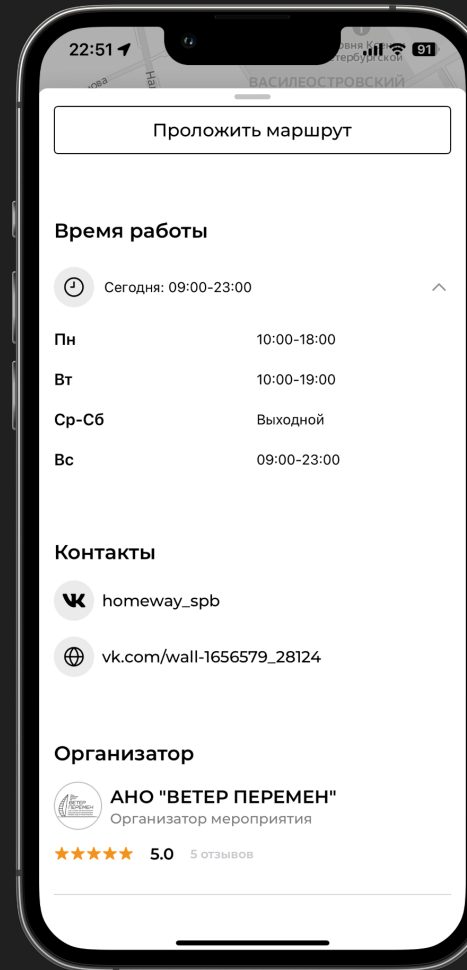 22:51
91
ВАСИЛЕОСТРОВСКИЙ
Проложить маршрут
Время работы
Сегодня: 09:00-23:00
Пн 10:00-18:00
Вт 10:00-19:00
Ср-Сб Выходной
Вс 09:00-23:00
Контакты
homeway_spb
vk.com/wall-1656579_28124
Организатор
ВЕТЕР
ПЕРЕМЕН
АНО "ВЕТЕР ПЕРЕМЕН"
Организатор мероприятия
5.0 5 отзывов